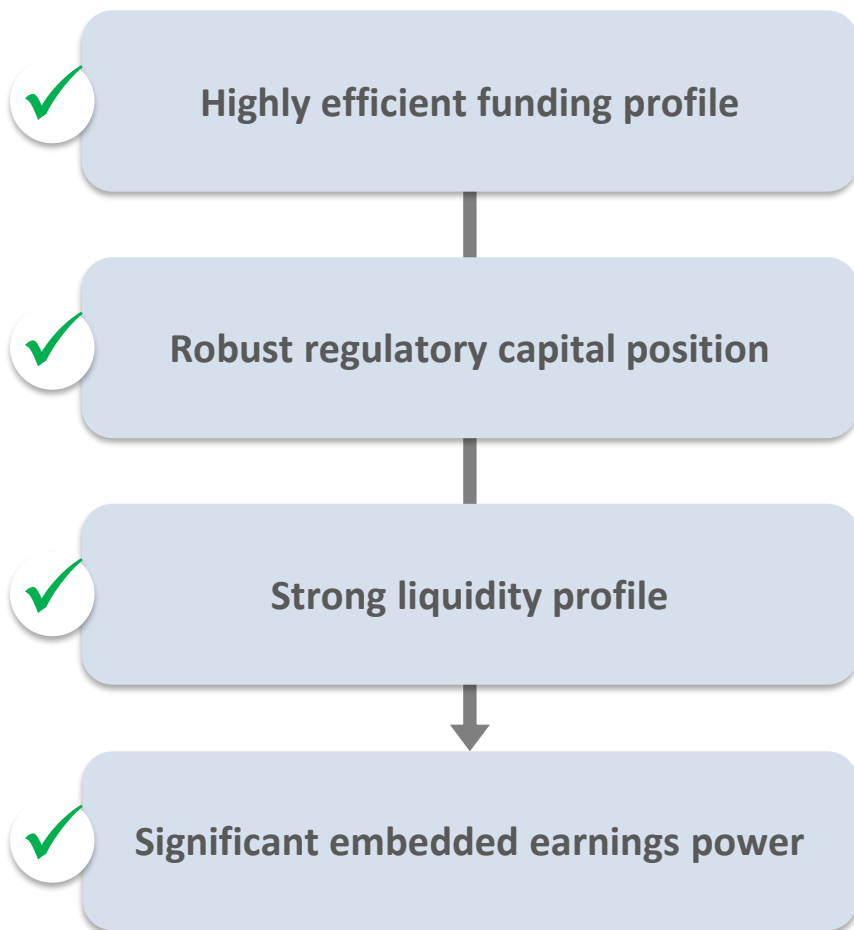 Highly efficient funding profile
Robust regulatory capital position
Strong liquidity profile
Significant embedded earnings power